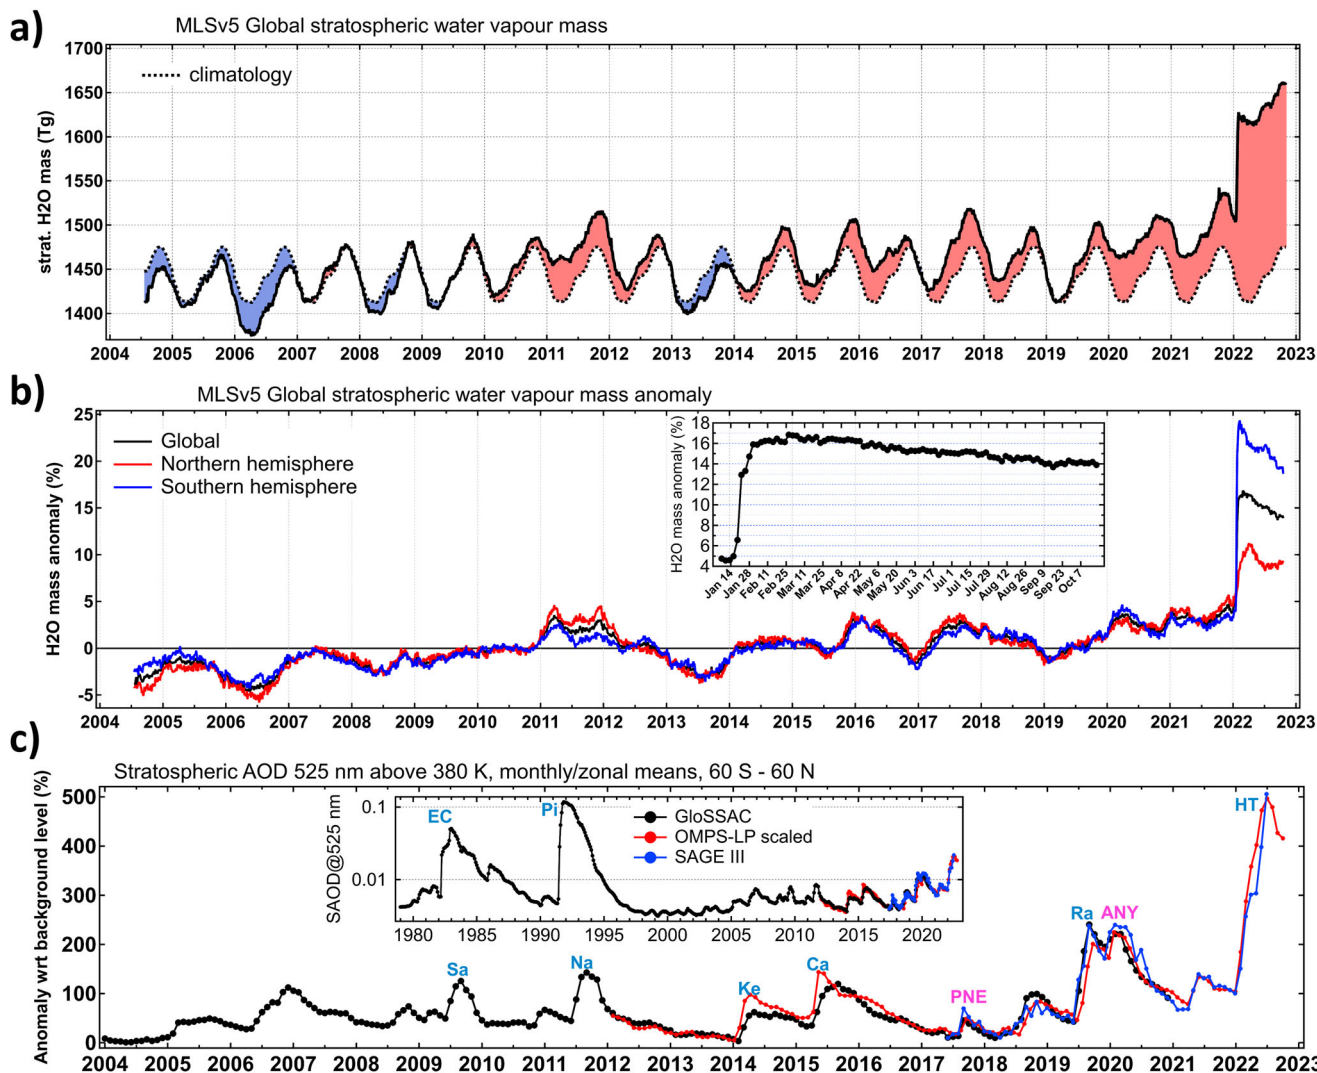 a)
MLSv5 Global stratospheric water vapour mass
climatology
strat. H2O mas (Tg)
1700
1650
1600
1550
1500
1450
1400
2004 2005 2006 2007 2008 2009 2010 2011 2012 2013 2014 2015 2016 2017 2018 2019 2020 2021 2022 2023
b)
MLSv5 Global stratospheric water vapour mass anomaly
Global
Northern hemisphere
Southern hemisphere
H2O mass anomaly (%)
25
20
15
10
5
0
-5
2004 2005 2006 2007 2008 2009 2010 2011 2012 2013 2014 2015 2016 2017 2018 2019 2020 2021 2022 2023
H2O mass anomaly (%)
18
16
14
12
10
8
6
4
Jan 14 Jan 28 Feb 11 Feb 25 Mar 11 Mar 25 Apr 8 Apr 22 May 6 May 20 Jun 3 Jun 17 Jul 1 Jul 15 Jul 29 Aug 12 Aug 26 Sep 9 Sep 23 Oct 7
c)
Stratospheric AOD 525 nm above 380 K, monthly/zonal means, 60 S - 60 N
Anomaly wrt background level (%)
500
400
300
200
100
0
2004 2005 2006 2007 2008 2009 2010 2011 2012 2013 2014 2015 2016 2017 2018 2019 2020 2021 2022 2023
SAOD@525 nm
0.1
0.01
EC
Pi
GloSSAC
OMPS-LP scaled
SAGE III
1980 1985 1990 1995 2000 2005 2010 2015 2020
Sa
Na
Ke
Ca
PNE
Ra
ANY
HT